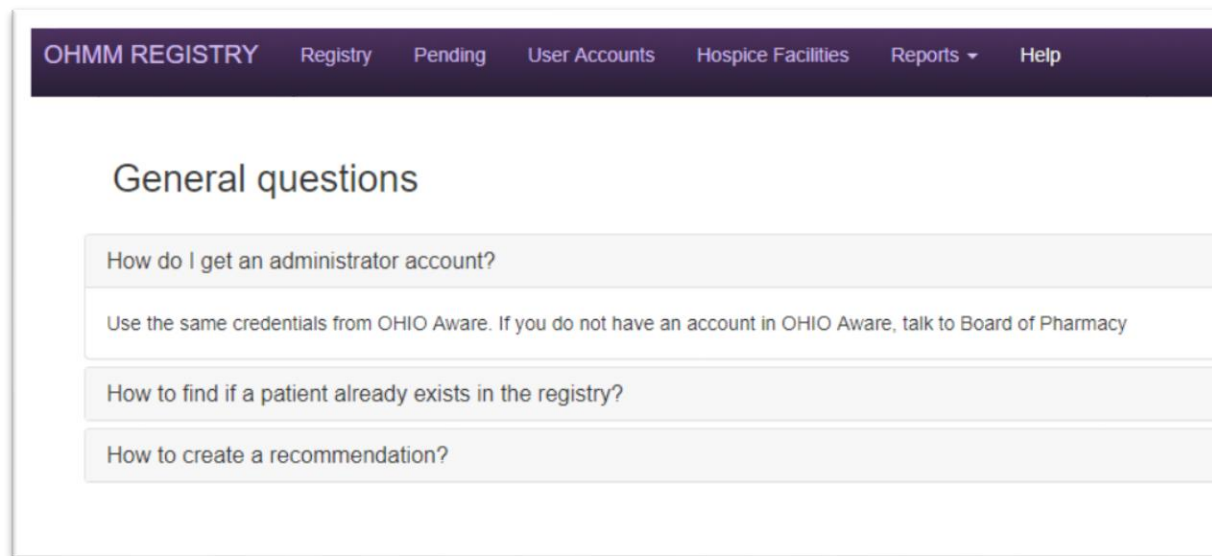 OHMM REGISTRY Registry Pending User Accounts Hospice Facilities Reports Help
General questions
How do I get an administrator account?
Use the same credentials from OHIO Aware. If you do not have an account in OHIO Aware, talk to Board of Pharmacy
How to find if a patient already exists in the registry?
How to create a recommendation?